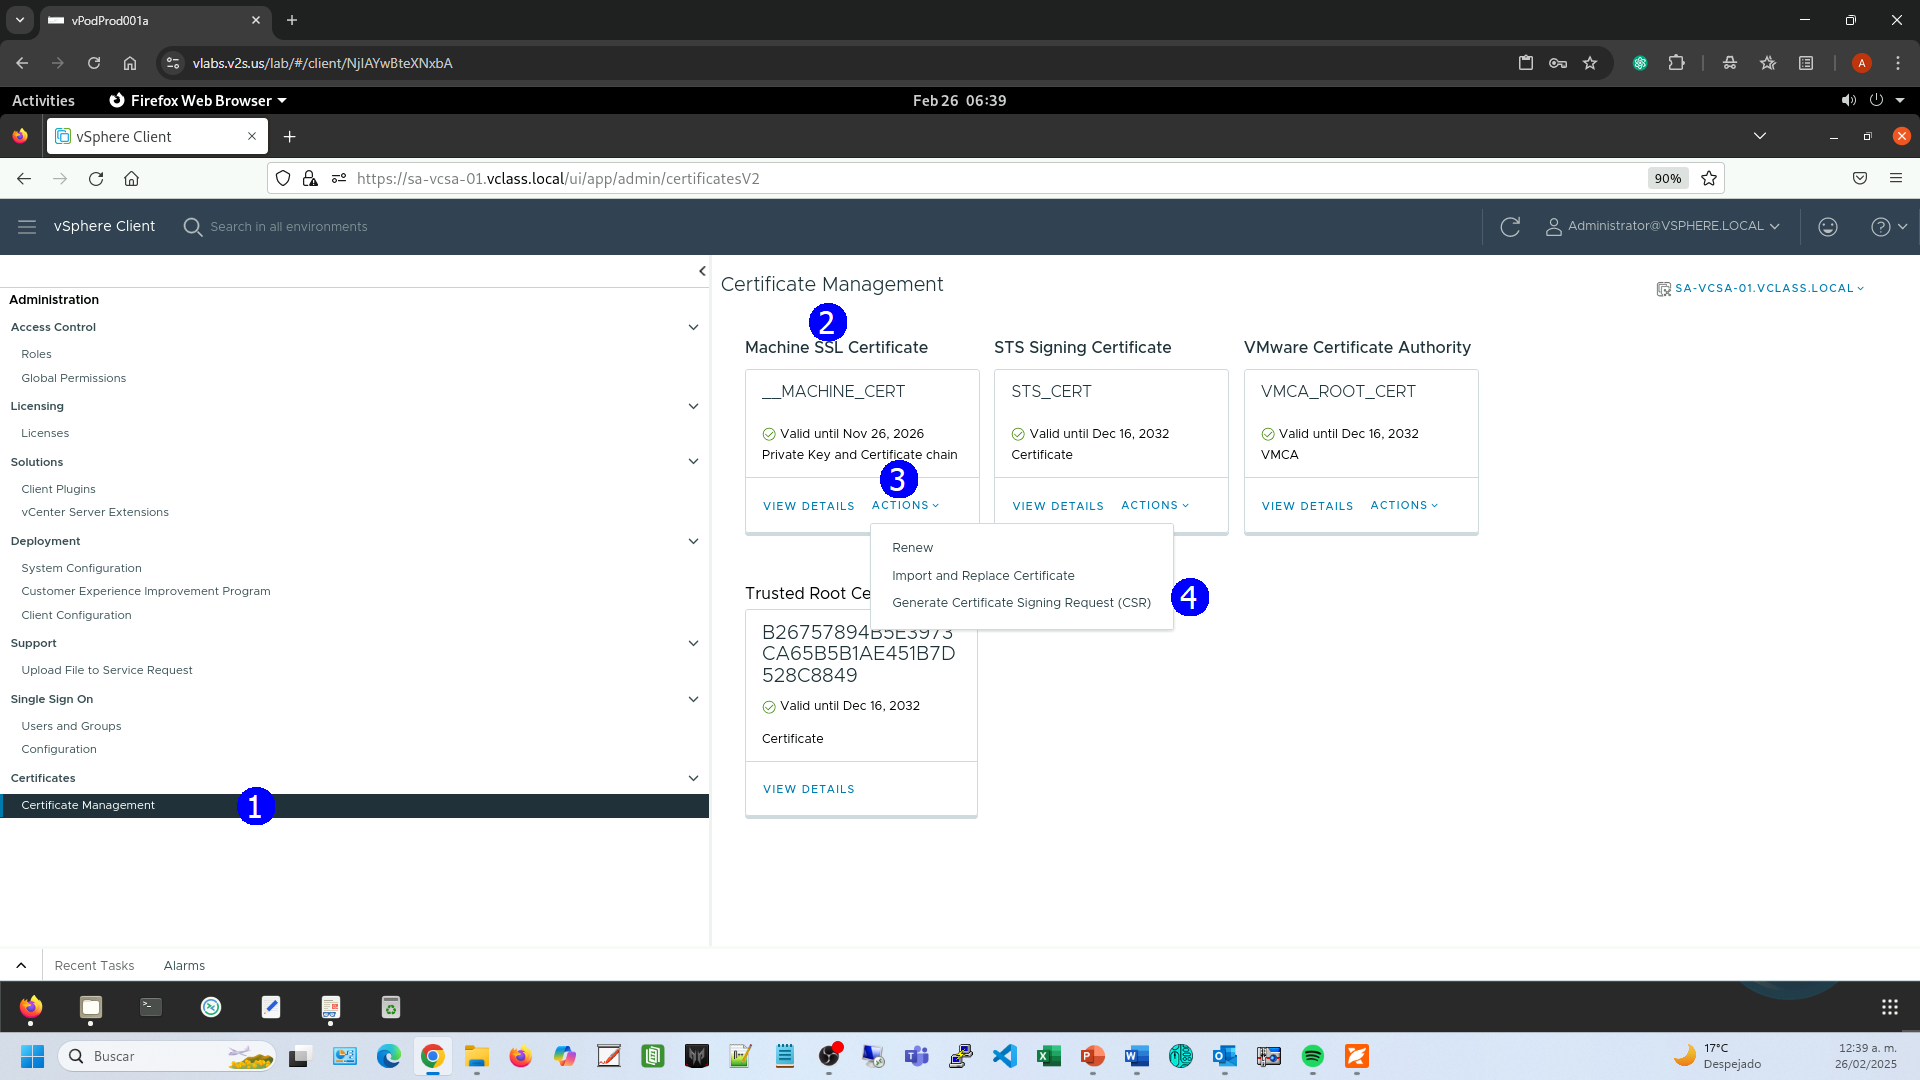 vPodProd001a
vlabs.v2s.us/lab/#/client/NjIAYwBteXNxbA
A
Activities
Firefox Web Browser
Feb 26 06:39
vSphere Client
https://sa-vcsa-01.vclass.local/ui/app/admin/certificatesV2
90%
vSphere Client
Search in all environments
Administrator@VSPHERE.LOCAL
Administration
Access Control
Roles
Global Permissions
Licensing
Licenses
Solutions
Client Plugins
vCenter Server Extensions
Deployment
System Configuration
Customer Experience Improvement Program
Client Configuration
Support
Upload File to Service Request
Single Sign On
Users and Groups
Configuration
Certificates
Certificate Management
1
Certificate Management
SA-VCSA-01.VCLASS.LOCAL
2
Machine SSL Certificate
__MACHINE_CERT
Valid until Nov 26, 2026
Private Key and Certificate chain
3
VIEW DETAILS
ACTIONS
STS Signing Certificate
STS_CERT
Valid until Dec 16, 2032
Certificate
VIEW DETAILS
ACTIONS
VMware Certificate Authority
VMCA_ROOT_CERT
Valid until Dec 16, 2032
VMCA
VIEW DETAILS
ACTIONS
Renew
Import and Replace Certificate
Generate Certificate Signing Request (CSR)
4
Trusted Root Ce
B26757894B5E3973
CA65B5B1AE451B7D
528C8849
Valid until Dec 16, 2032
Certificate
VIEW DETAILS
Recent Tasks
Alarms
Buscar
17°C
Despejado
12:39 a. m.
26/02/2025